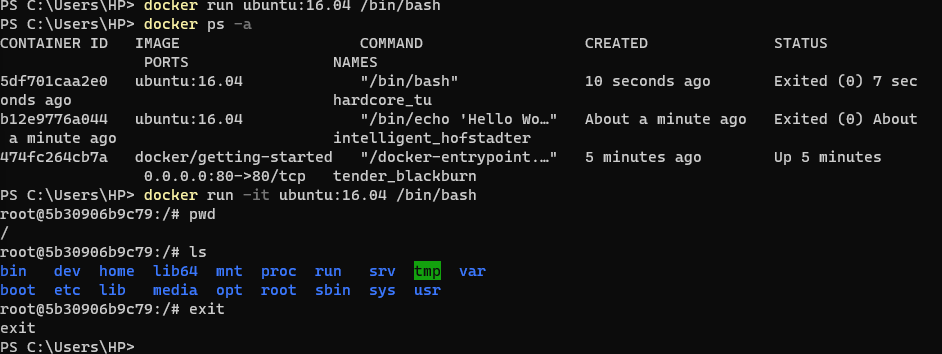 PS C:\Users\HP> docker run ubuntu:16.04 /bin/bash
PS C:\Users\HP> docker ps -a
CONTAINER ID   IMAGE                    COMMAND                  CREATED              STATUS
                PORTS                NAMES
5df701caa2e0   ubuntu:16.04             "/bin/bash"              10 seconds ago       Exited (0) 7 sec
onds ago                             hardcore_tu
b12e9776a044   ubuntu:16.04             "/bin/echo 'Hello Wo…"   About a minute ago   Exited (0) About
 a minute ago                        intelligent_hofstadter
474fc264cb7a   docker/getting-started   "/docker-entrypoint.…"   5 minutes ago        Up 5 minutes
                0.0.0.0:80->80/tcp   tender_blackburn
PS C:\Users\HP> docker run -it ubuntu:16.04 /bin/bash
root@5b30906b9c79:/# pwd
/
root@5b30906b9c79:/# ls
bin   dev  home  lib64  mnt  proc  run   srv  tmp  var
boot  etc  lib   media  opt  root  sbin  sys  usr
root@5b30906b9c79:/# exit
exit
PS C:\Users\HP>